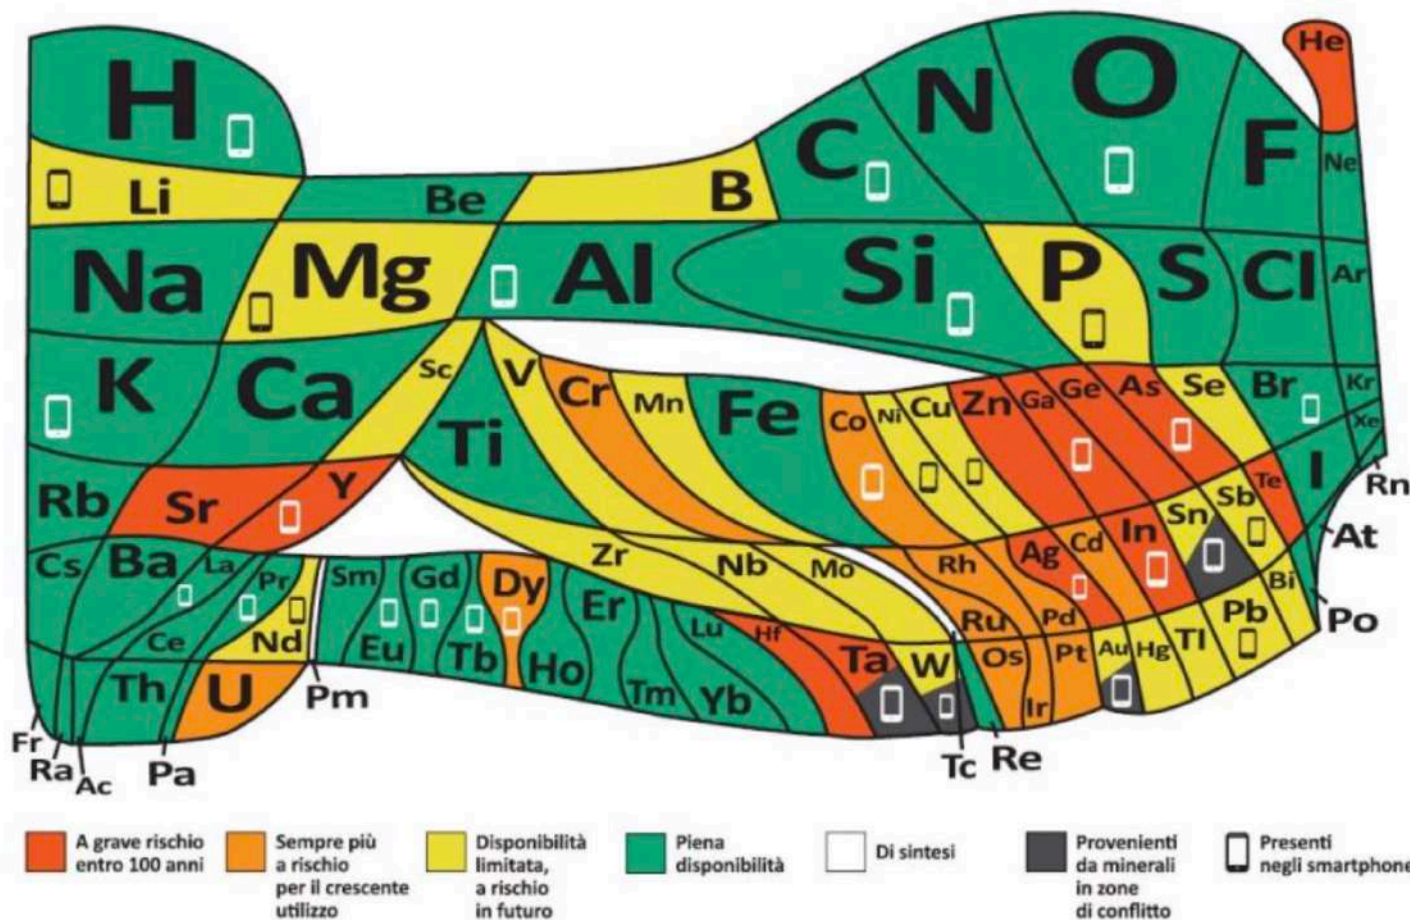 H
He
Li
Be
B
C
N
O
F
Ne
Na
Mg
Al
Si
P
S
Cl
Ar
K
Ca
Sc
Ti
V
Cr
Mn
Fe
Co
Ni
Cu
Zn
Ga
Ge
As
Se
Br
Kr
Rb
Sr
Y
Zr
Nb
Mo
Ru
Rh
Pd
Ag
Cd
In
Sn
Sb
Te
I
Xe
Rn
At
Po
Cs
Ba
La
Ce
Pr
Nd
Pm
Sm
Eu
Gd
Tb
Dy
Ho
Er
Tm
Yb
Lu
Hf
Ta
W
Tc
Re
Os
Ir
Pt
Au
Hg
Tl
Pb
Bi
Fr
Ra
Ac
Th
Pa
U
A grave rischio
entro 100 anni
Sempre più
a rischio
per il crescente
utilizzo
Disponibilità
limitata,
a rischio
in futuro
Piena
disponibilità
Di sintesi
Provenienti
da minerali
in zone
di conflitto
Presenti
negli smartphone